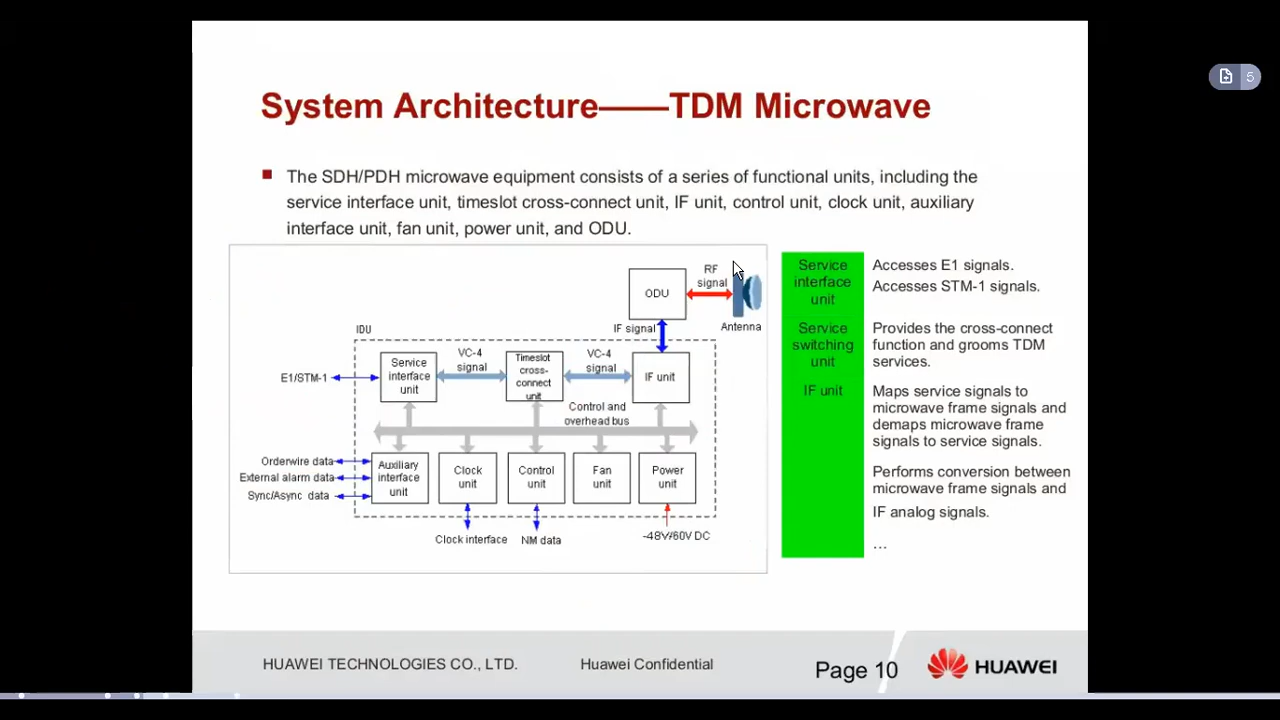 5
System Architecture——TDM Microwave
The SDH/PDH microwave equipment consists of a series of functional units, including the
service interface unit, timeslot cross-connect unit, IF unit, control unit, clock unit, auxiliary
interface unit, fan unit, power unit, and ODU.
RF
signal
ODU
IF signal
Antenna
IDU
E1/STM-1
Service
interface
unit
VC-4
signal
Timeslot
cross-
connect
unit
VC-4
signal
IF unit
Control and
overhead bus
Orderwire data
External alarm data
Sync/Async data
Auxiliary
interface
unit
Clock
unit
Control
unit
Fan
unit
Power
unit
Clock interface
NM data
-48V/60V DC
Service
interface
unit
Accesses E1 signals.
Accesses STM-1 signals.
Service
switching
unit
Provides the cross-connect
function and grooms TDM
services.
IF unit
Maps service signals to
microwave frame signals and
demaps microwave frame
signals to service signals.
Performs conversion between
microwave frame signals and
IF analog signals.
…
HUAWEI TECHNOLOGIES CO., LTD.
Huawei Confidential
Page 10
HUAWEI